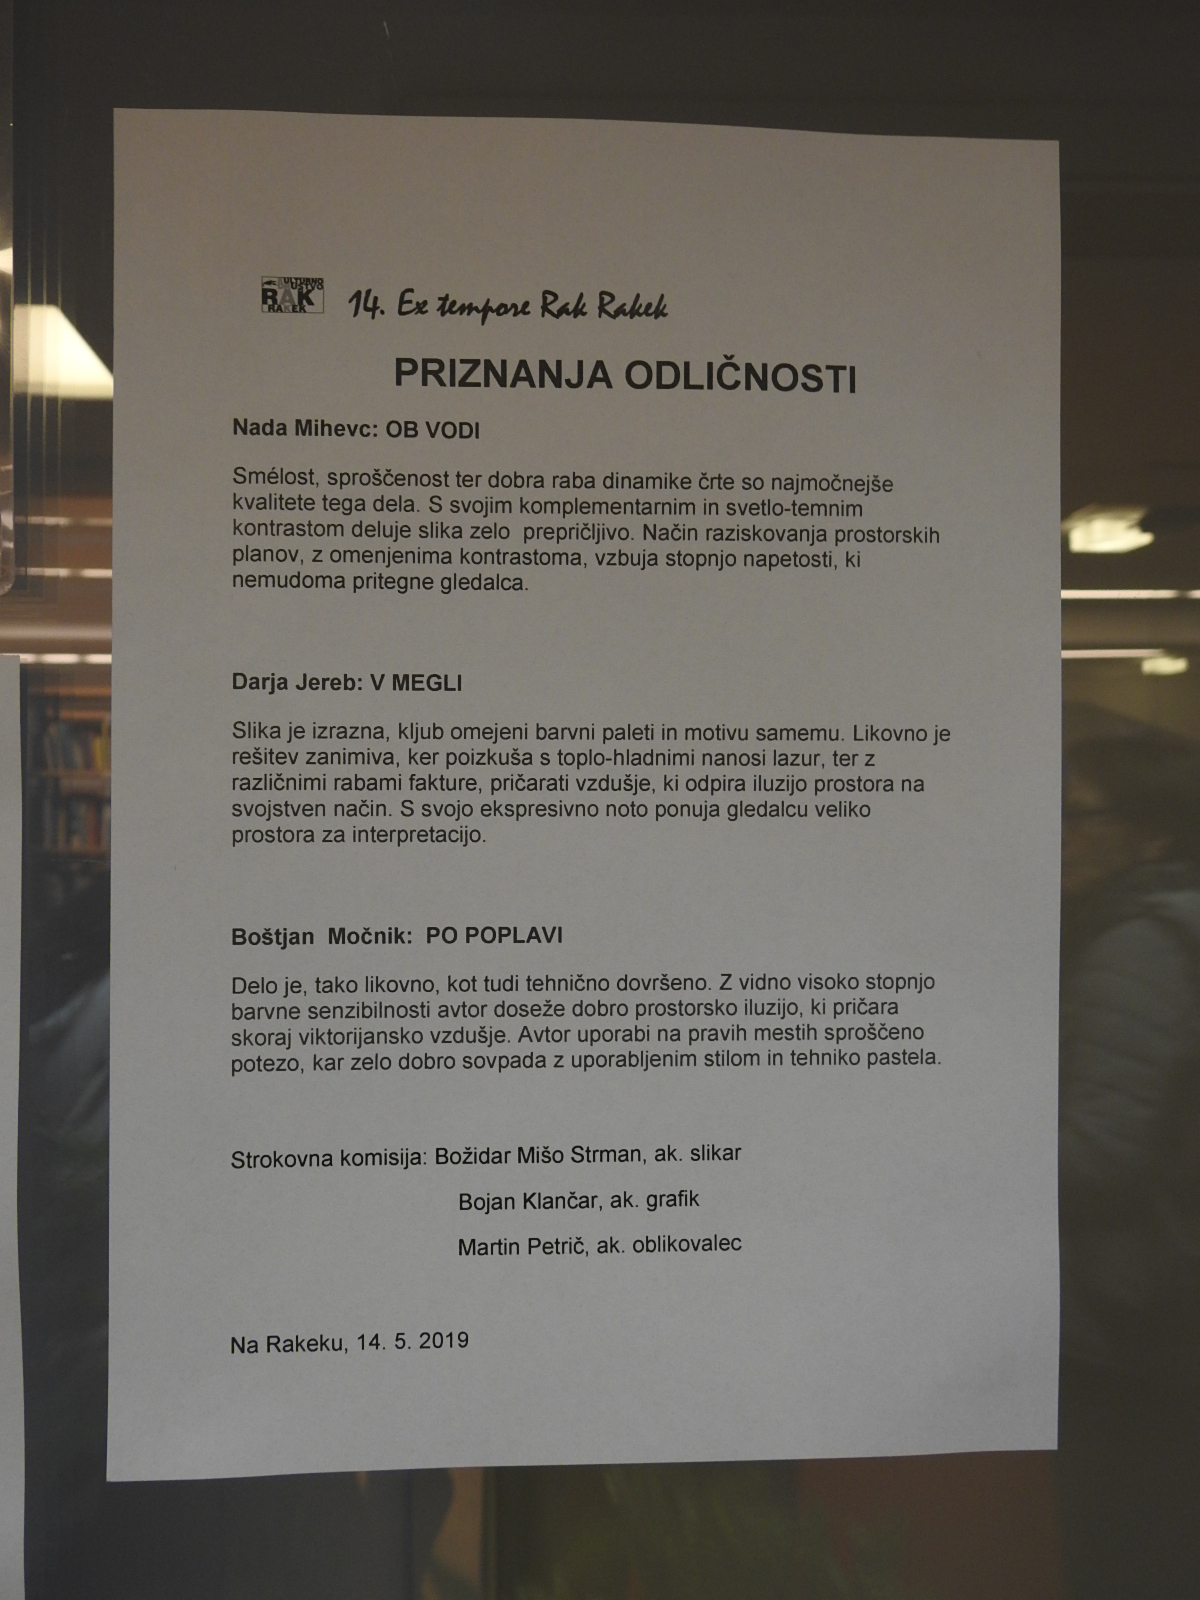 KULTURNO
DRUŠTVO
RAK
RAKEK
14. Ex tempore Rak Rakek
PRIZNANJA ODLIČNOSTI
Nada Mihevc: OB VODI
Smélost, sproščenost ter dobra raba dinamike črte so najmočnejše
kvalitete tega dela. S svojim komplementarnim in svetlo-temnim
kontrastom deluje slika zelo  prepričljivo. Način raziskovanja prostorskih
planov, z omenjenima kontrastoma, vzbuja stopnjo napetosti, ki
nemudoma pritegne gledalca.
Darja Jereb: V MEGLI
Slika je izrazna, kljub omejeni barvni paleti in motivu samemu. Likovno je
rešitev zanimiva, ker poizkuša s toplo-hladnimi nanosi lazur, ter z
različnimi rabami fakture, pričarati vzdušje, ki odpira iluzijo prostora na
svojstven način. S svojo ekspresivno noto ponuja gledalcu veliko
prostora za interpretacijo.
Boštjan  Močnik:  PO POPLAVI
Delo je, tako likovno, kot tudi tehnično dovršeno. Z vidno visoko stopnjo
barvne senzibilnosti avtor doseže dobro prostorsko iluzijo, ki pričara
skoraj viktorijansko vzdušje. Avtor uporabi na pravih mestih sproščeno
potezo, kar zelo dobro sovpada z uporabljenim stilom in tehniko pastela.
Strokovna komisija: Božidar Mišo Strman, ak. slikar
Bojan Klančar, ak. grafik
Martin Petrič, ak. oblikovalec
Na Rakeku, 14. 5. 2019